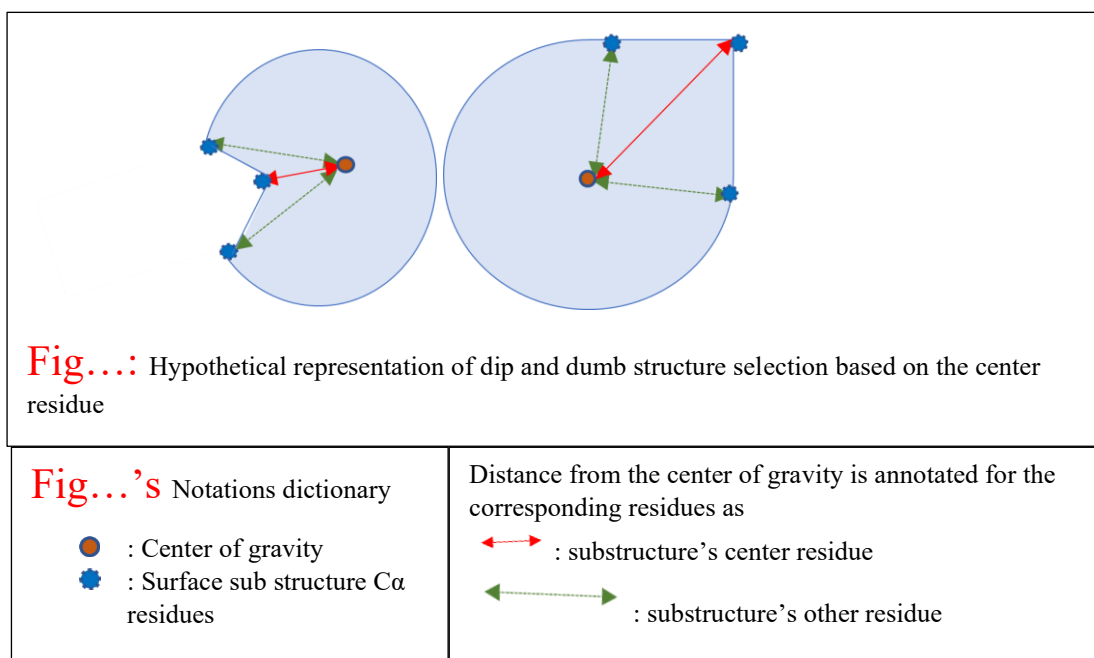 Fig…: Hypothetical representation of dip and dumb structure selection based on the center
residue
Fig…’s Notations dictionary
: Center of gravity
: Surface sub structure Cα
residues
Distance from the center of gravity is annotated for the
corresponding residues as
: substructure’s center residue
: substructure’s other residue